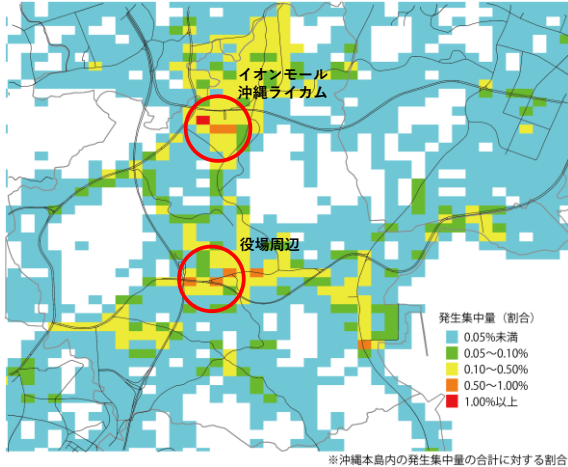 イオンモール
沖縄ライカム
役場周辺
発生集中量（割合）
0.05%未満
0.05～0.10%
0.10～0.50%
0.50～1.00%
1.00%以上
※沖縄本島内の発生集中量の合計に対する割合